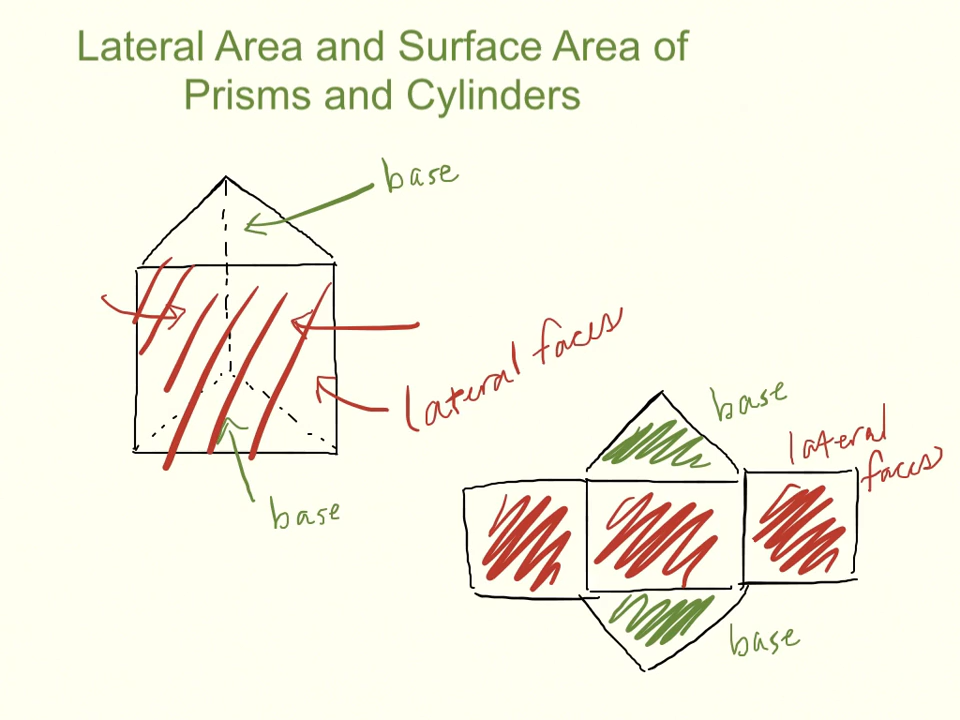 Lateral Area and Surface Area of
Prisms and Cylinders
base
lateral faces
base
base
lateral
faces
base